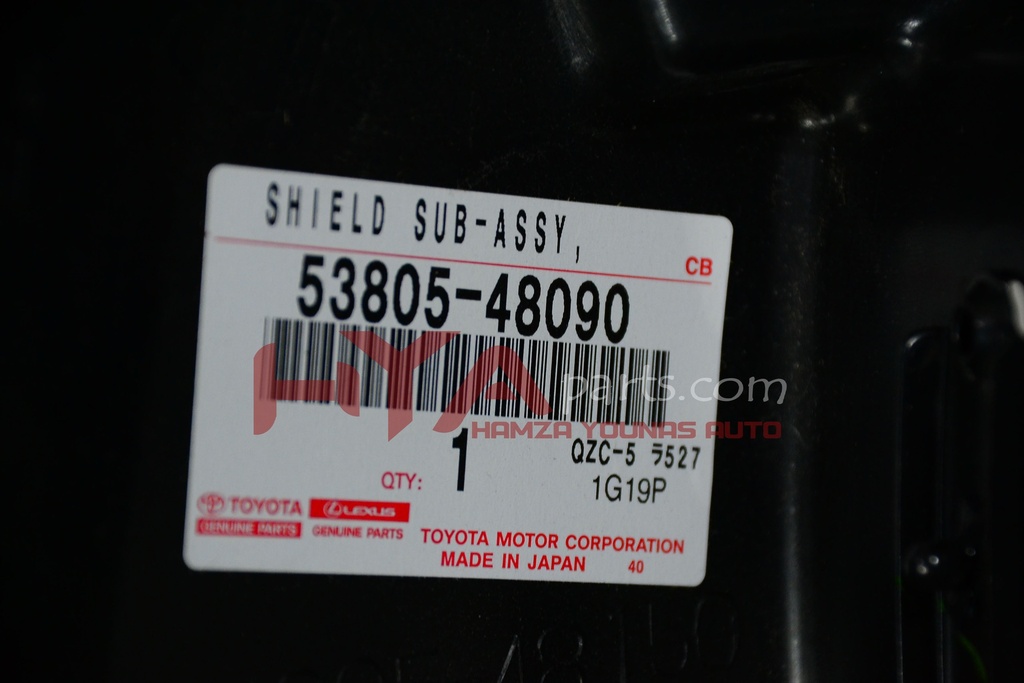 SHIELD SUB-ASSY,
CB
53805-48090
HYA parts.com
HAMZA YOUNAS AUTO
QTY: 1
QZC-5 ﾗ527
1G19P
TOYOTA
GENUINE PARTS
LEXUS
GENUINE PARTS
TOYOTA MOTOR CORPORATION
MADE IN JAPAN
40